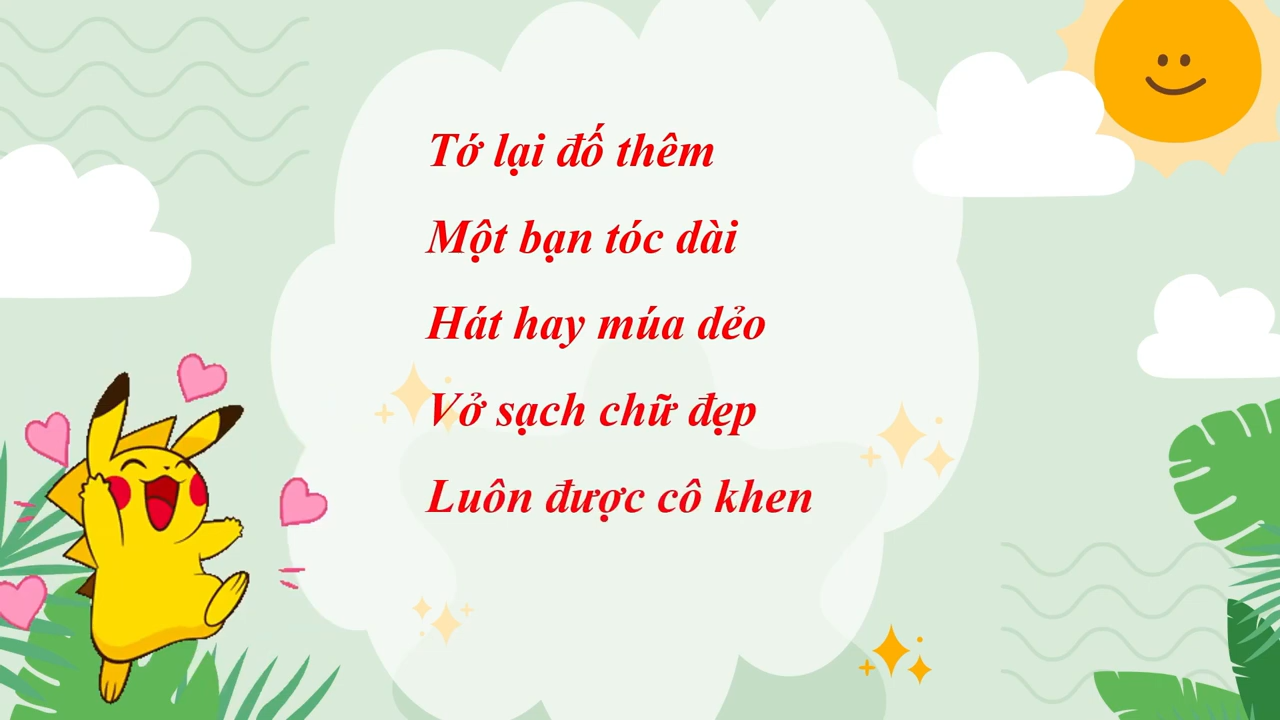 Tớ lại đố thêm
Một bạn tóc dài
Hát hay múa dẻo
Vở sạch chữ đẹp
Luôn được cô khen